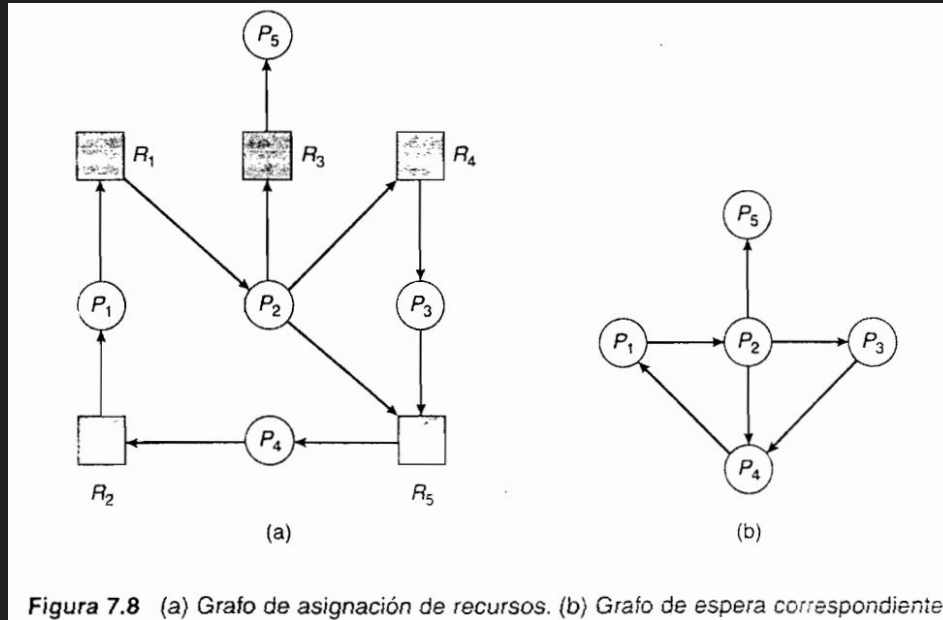 P5
R1
R3
R4
P1
P2
P3
P4
R2
R5
(a)
P5
P1
P2
P3
P4
(b)
Figura 7.8 (a) Grafo de asignación de recursos. (b) Grafo de espera correspondiente